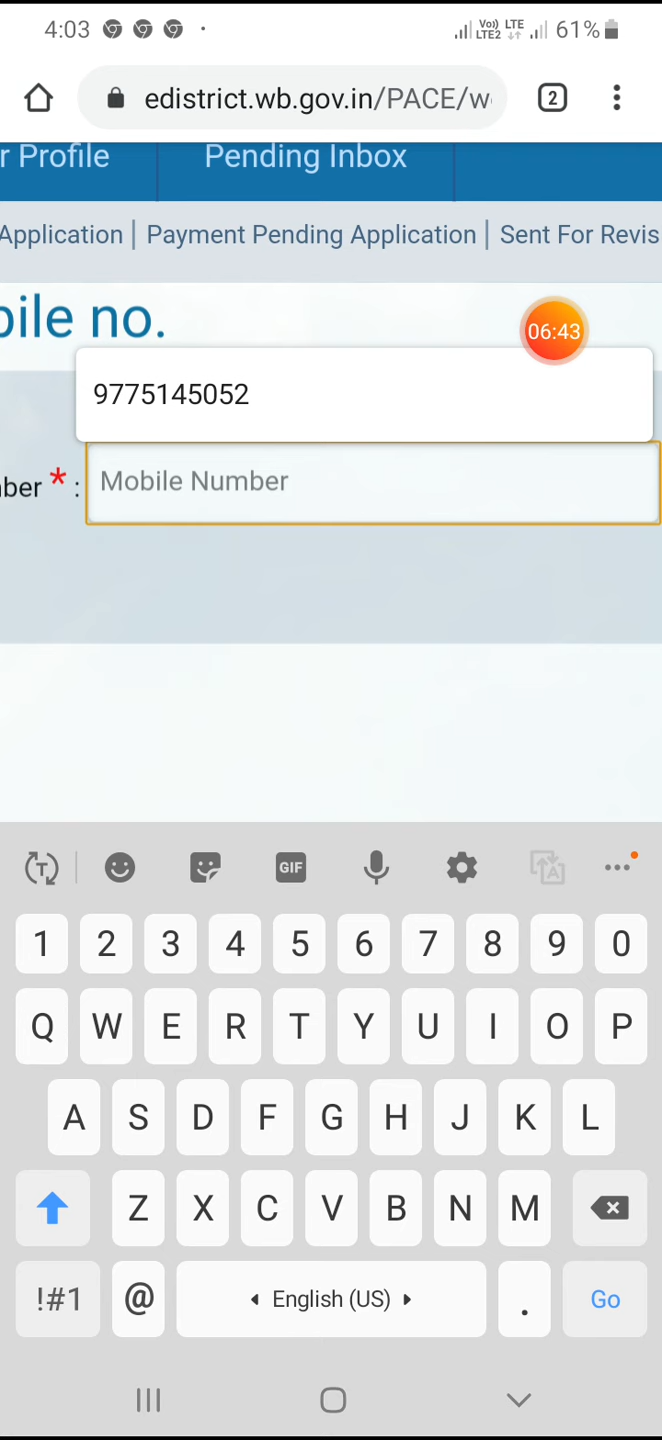 4:03 Vo) LTE LTE2 61%
edistrict.wb.gov.in/PACE/w 2
r Profile Pending Inbox
Application | Payment Pending Application | Sent For Revis
bile no.
06:43
9775145052
ber * : Mobile Number
T GIF A
1 2 3 4 5 6 7 8 9 0
Q W E R T Y U I O P
A S D F G H J K L
Z X C V B N M
!#1 @ English (US) . Go